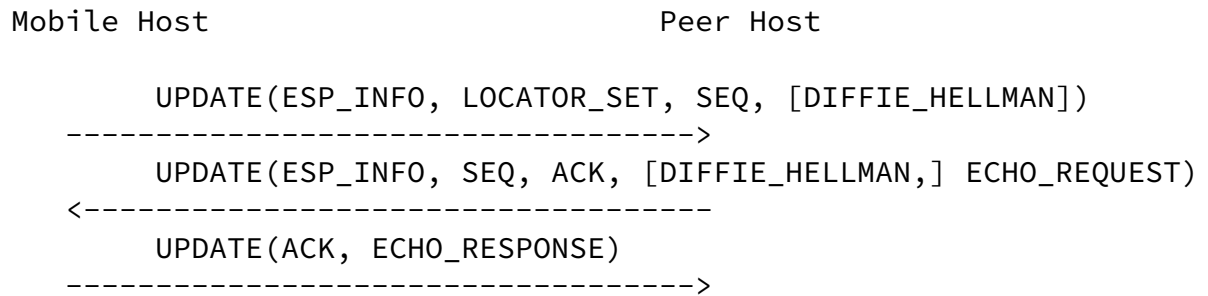 Mobile Host                         Peer Host
UPDATE(ESP_INFO, LOCATOR_SET, SEQ, [DIFFIE_HELLMAN])
----------------------------------->
UPDATE(ESP_INFO, SEQ, ACK, [DIFFIE_HELLMAN,] ECHO_REQUEST)
<-----------------------------------
UPDATE(ACK, ECHO_RESPONSE)
----------------------------------->